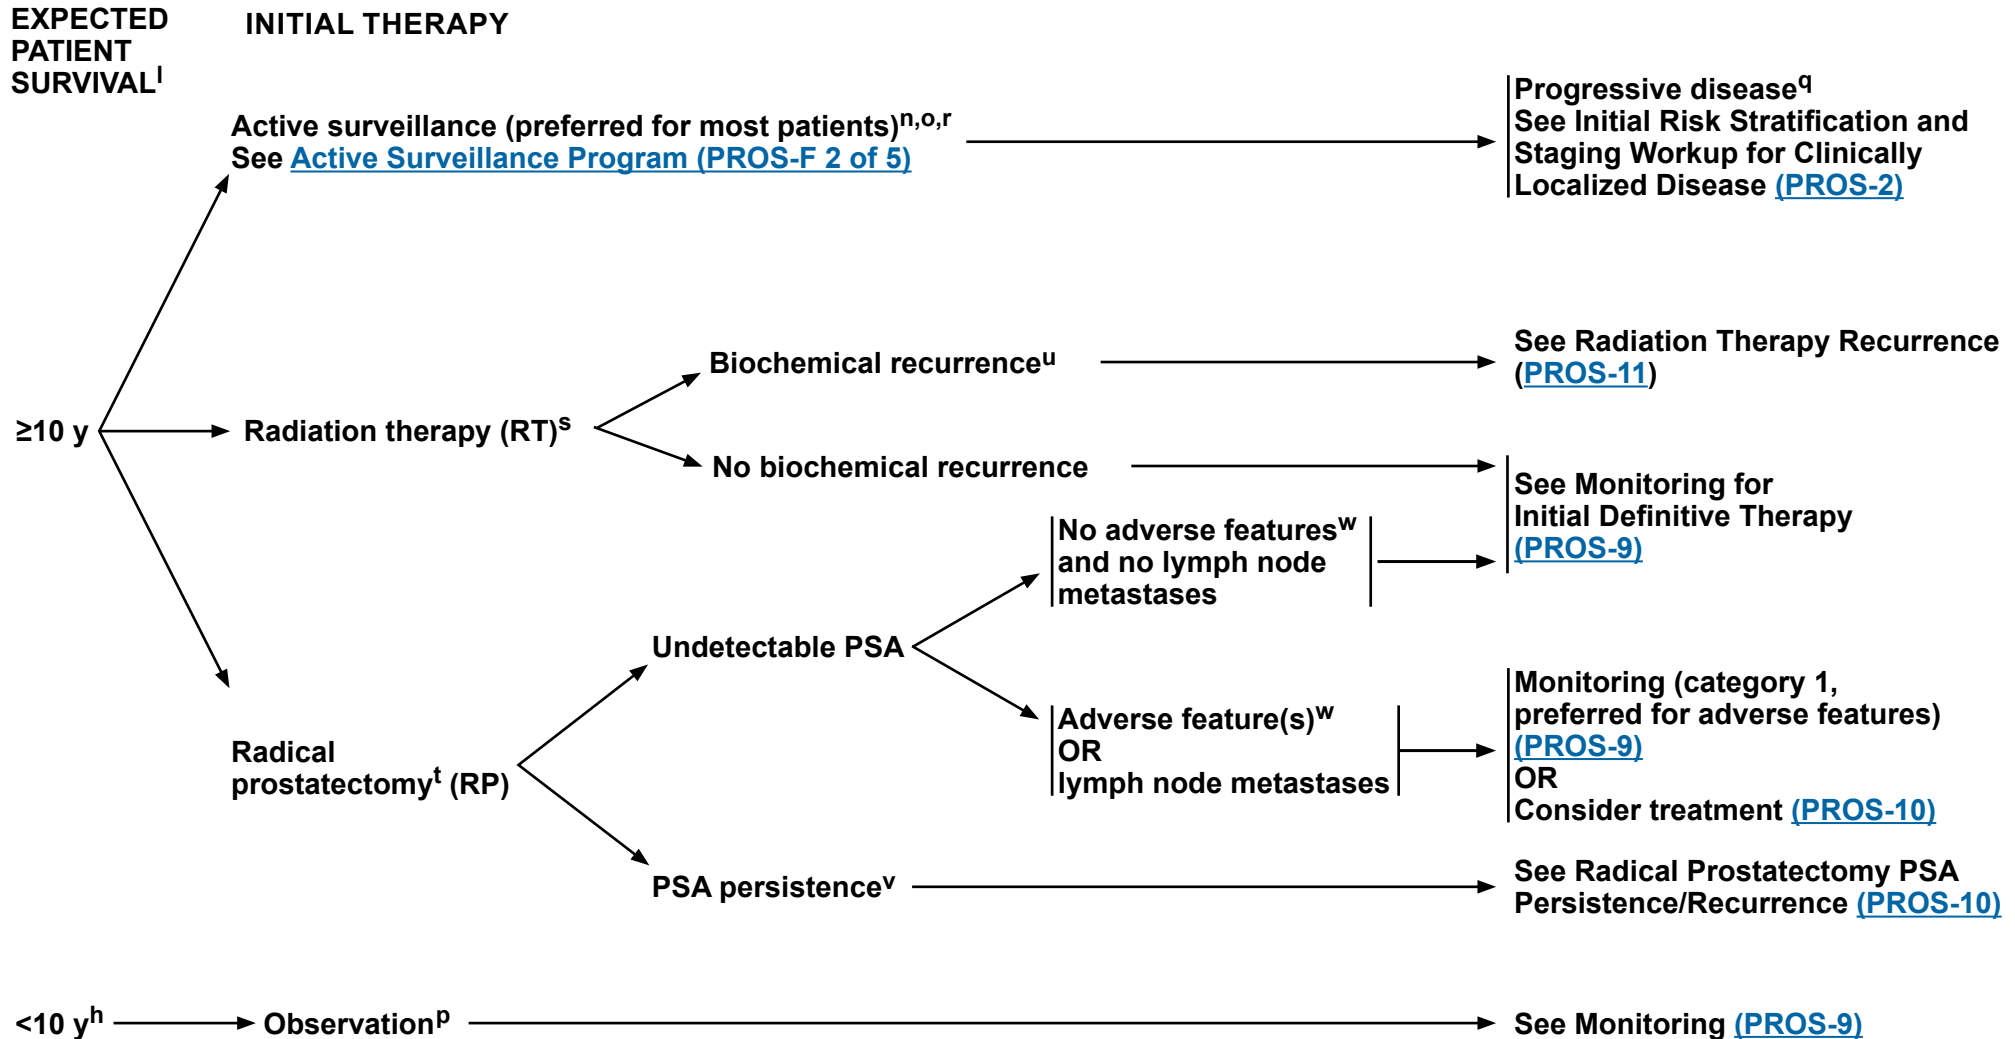 EXPECTED
PATIENT
SURVIVALˡ
INITIAL THERAPY
Active surveillance (preferred for most patients)ⁿ,ᵒ,ʳ
See Active Surveillance Program (PROS-F 2 of 5)
Progressive disease^q
See Initial Risk Stratification and
Staging Workup for Clinically
Localized Disease (PROS-2)
≥10 y
Radiation therapy (RT)ˢ
Biochemical recurrenceᵘ
See Radiation Therapy Recurrence
(PROS-11)
No biochemical recurrence
See Monitoring for
Initial Definitive Therapy
(PROS-9)
Radical
prostatectomyᵗ (RP)
Undetectable PSA
No adverse featuresʷ
and no lymph node
metastases
Adverse feature(s)ʷ
OR
lymph node metastases
Monitoring (category 1,
preferred for adverse features)
(PROS-9)
OR
Consider treatment (PROS-10)
PSA persistenceᵛ
See Radical Prostatectomy PSA
Persistence/Recurrence (PROS-10)
<10 yʰ
Observationᵖ
See Monitoring (PROS-9)